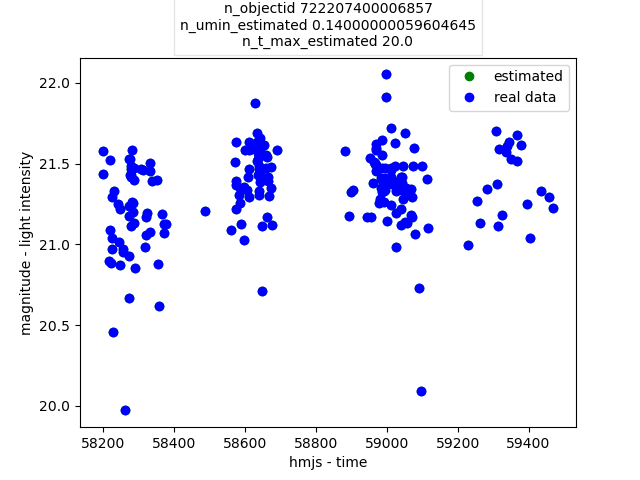 n_objectid 722207400006857
n_umin_estimated 0.14000000059604645
n_t_max_estimated 20.0
estimated
real data
magnitude - light intensity
22.0
21.5
21.0
20.5
20.0
58200 58400 58600 58800 59000 59200 59400
hmjs - time